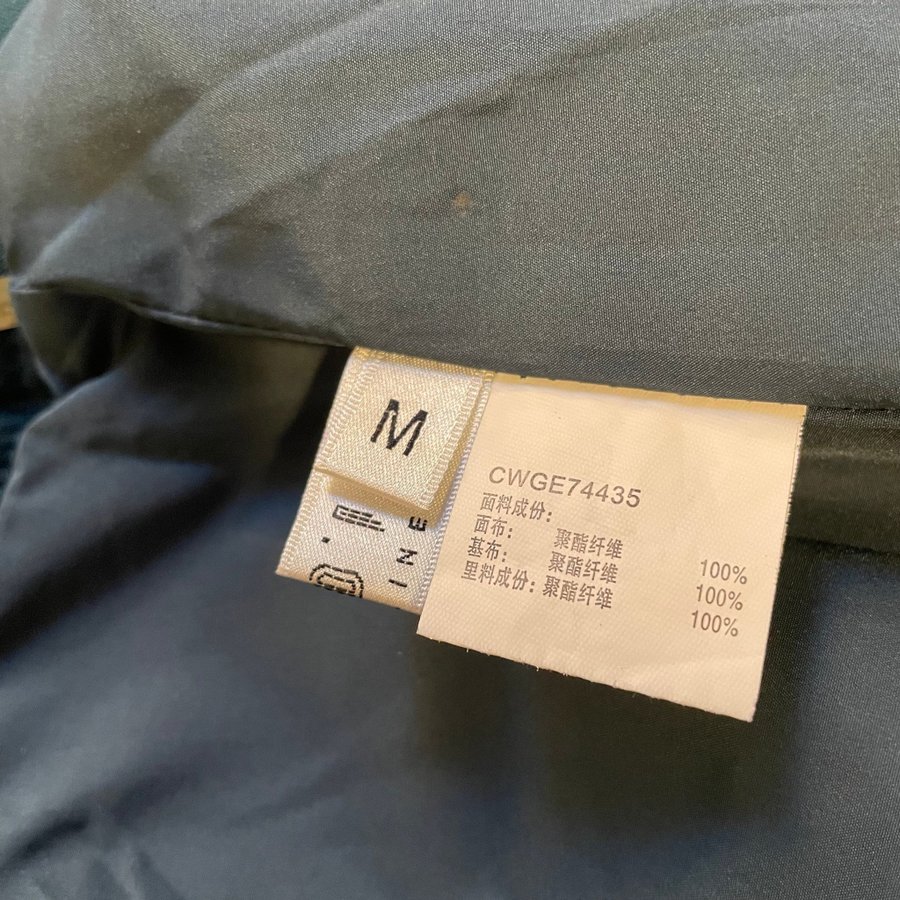 M
CWGE74435
面料成份：
面布： 聚酯纤维 100%
基布： 聚酯纤维 100%
里料成份：聚酯纤维 100%